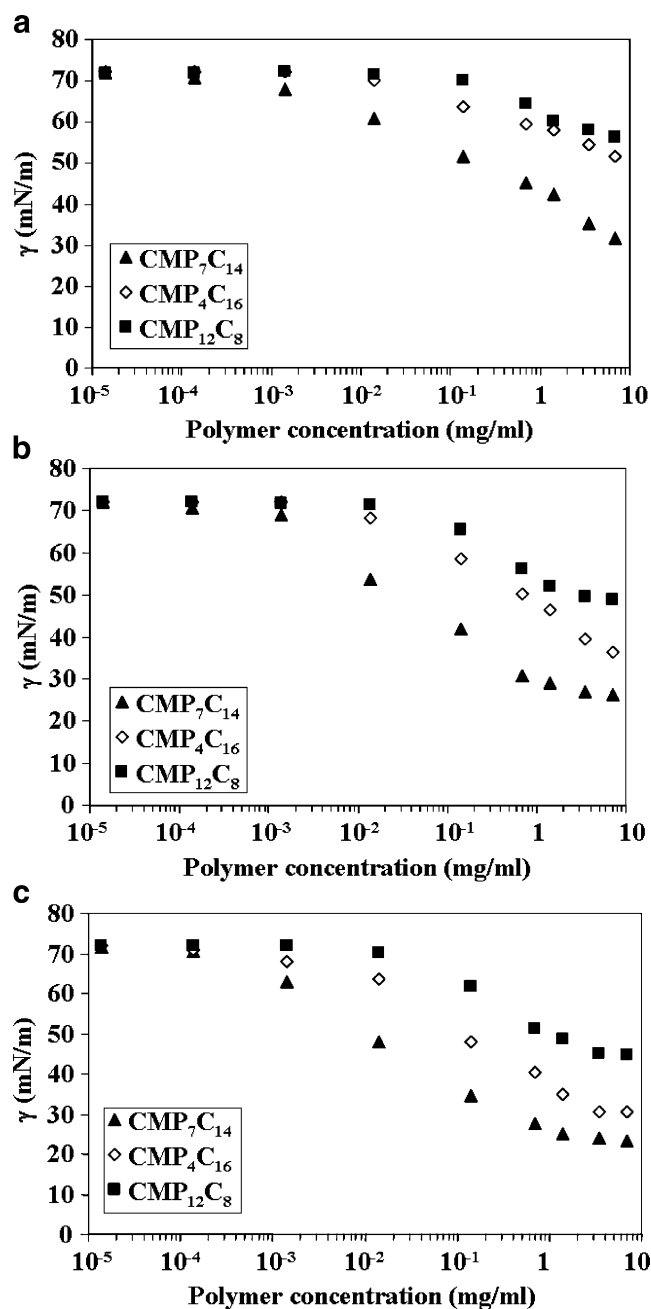 a
80
70
60
50
40
30
20
10
0
γ (mN/m)
CMP₇C₁₄
CMP₄C₁₆
CMP₁₂C₈
10⁻⁵ 10⁻⁴ 10⁻³ 10⁻² 10⁻¹ 1 10
Polymer concentration (mg/ml)
b
80
70
60
50
40
30
20
10
0
γ (mN/m)
CMP₇C₁₄
CMP₄C₁₆
CMP₁₂C₈
10⁻⁵ 10⁻⁴ 10⁻³ 10⁻² 10⁻¹ 1 10
Polymer concentration (mg/ml)
c
80
70
60
50
40
30
20
10
0
γ (mN/m)
CMP₇C₁₄
CMP₄C₁₆
CMP₁₂C₈
10⁻⁵ 10⁻⁴ 10⁻³ 10⁻² 10⁻¹ 1 10
Polymer concentration (mg/ml)